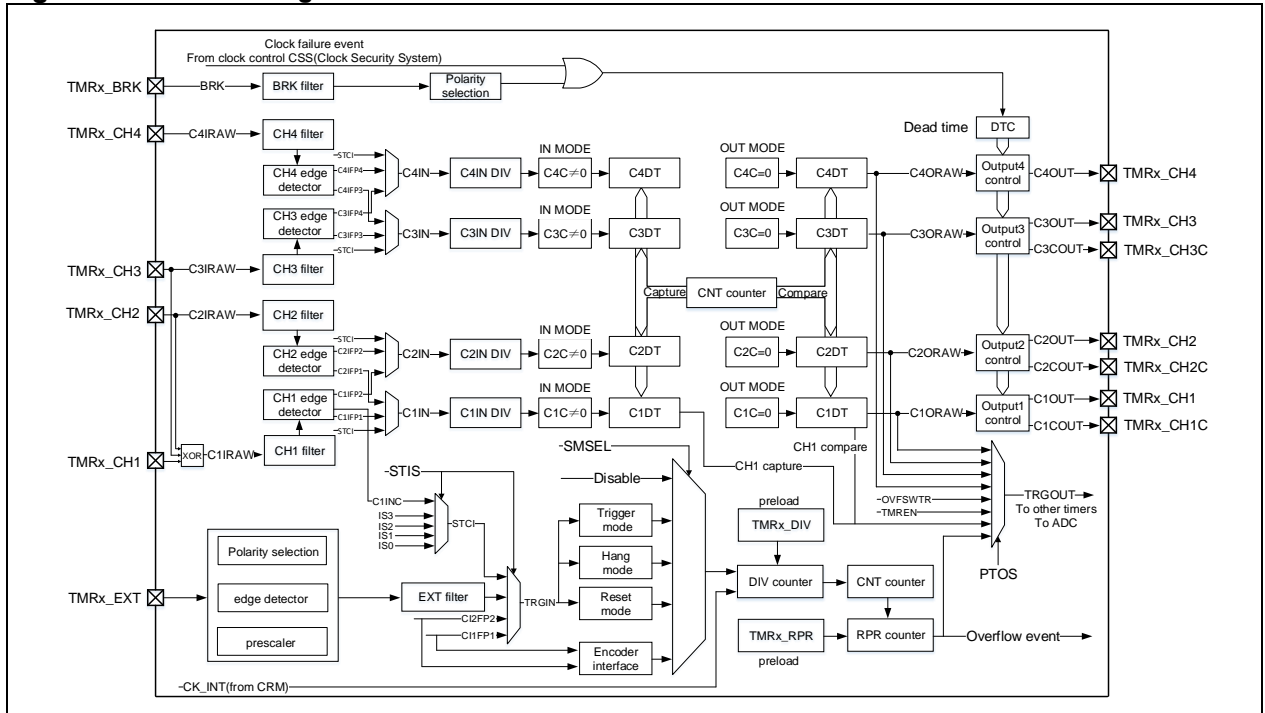 Clock failure event
From clock control CSS(Clock Security System)
TMRx_BRK
BRK
BRK filter
Polarity
selection
TMRx_CH4
C4IRAW
CH4 filter
Dead time
DTC
STCI
C4IFP4
C4IFP3
CH4 edge
detector
C4IN
C4IN DIV
IN MODE
C4C≠0
C4DT
OUT MODE
C4C=0
C4DT
C4ORAW
Output4
control
C4OUT
TMRx_CH4
CH3 edge
detector
C3IFP4
C3IFP3
STCI
C3IN
C3IN DIV
IN MODE
C3C≠0
C3DT
OUT MODE
C3C=0
C3DT
C3ORAW
Output3
control
C3OUT
TMRx_CH3
C3COUT
TMRx_CH3C
TMRx_CH3
C3IRAW
CH3 filter
Capture
CNT counter
Compare
TMRx_CH2
C2IRAW
CH2 filter
STCI
C2IFP2
C2IFP1
CH2 edge
detector
C2IN
C2IN DIV
IN MODE
C2C≠0
C2DT
OUT MODE
C2C=0
C2DT
C2ORAW
Output2
control
C2OUT
TMRx_CH2
C2COUT
TMRx_CH2C
CH1 edge
detector
C1IFP2
C1IFP1
STCI
C1IN
C1IN DIV
IN MODE
C1C≠0
C1DT
OUT MODE
C1C=0
C1DT
C1ORAW
Output1
control
C1OUT
TMRx_CH1
C1COUT
TMRx_CH1C
TMRx_CH1
XOR
C1IRAW
CH1 filter
SMSEL
CH1 compare
CH1 capture
STIS
Disable
C1INC
IS3
IS2
IS1
IS0
STCI
Trigger
mode
Hang
mode
Reset
mode
Encoder
interface
preload
TMRx_DIV
OVFSWTR
TMREN
TRGOUT
To other timers
To ADC
PTOS
Polarity selection
edge detector
prescaler
TMRx_EXT
EXT filter
CI2FP2
CI1FP1
TRGIN
DIV counter
CNT counter
TMRx_RPR
preload
RPR counter
Overflow event
CK_INT(from CRM)